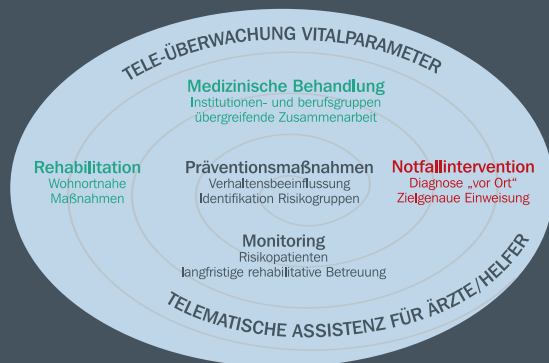 TELE-ÜBERWACHUNG VITALPARAMETER
Medizinische Behandlung
Institutionen- und berufsgruppen
übergreifende Zusammenarbeit
Rehabilitation
Wohnortnahe
Maßnahmen
Präventionsmaßnahmen
Verhaltensbeeinflussung
Identifikation Risikogruppen
Notfallintervention
Diagnose „vor Ort"
Zielgenaue Einweisung
Monitoring
Risikopatienten
langfristige rehabilitative Betreuung
TELEMATISCHE ASSISTENZ FÜR ÄRZTE/HELFER